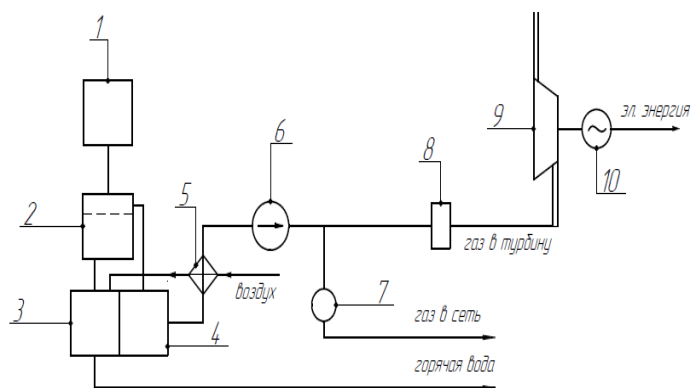 1
6
эл. энергия
9
8
5
10
2
газ в турбину
воздух
7
3
4
газ в сеть
горячая вода